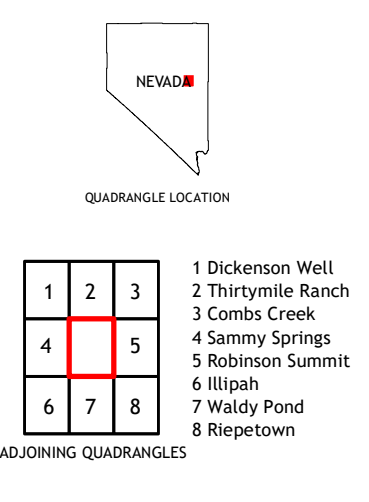 NEVADA
QUADRANGLE LOCATION
1 2 3
4 5
6 7 8
1 Dickenson Well
2 Thirtymile Ranch
3 Combs Creek
4 Sammy Springs
5 Robinson Summit
6 Illipah
7 Waldy Pond
8 Riepetown
ADJOINING QUADRANGLES